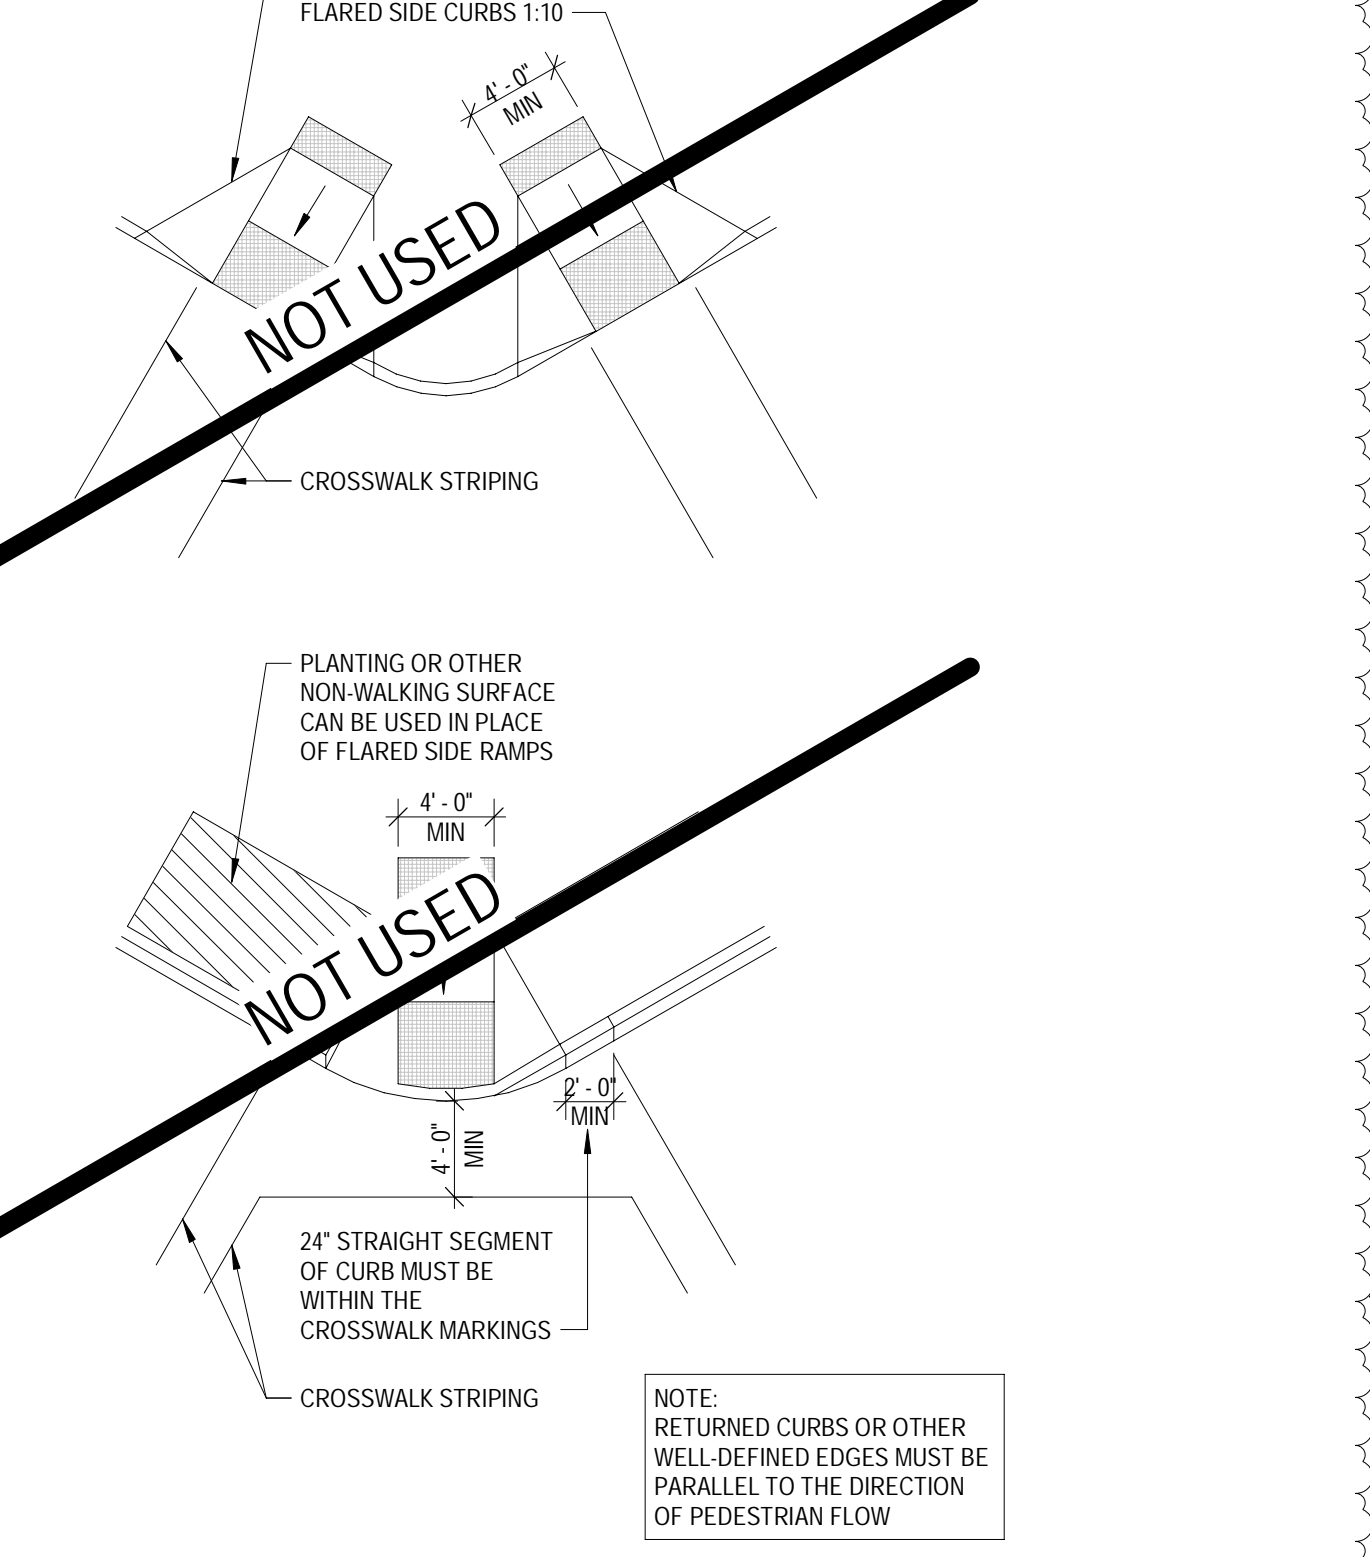 FLARED SIDE CURBS 1:10
4' - 0"
MIN
NOT USED
CROSSWALK STRIPING
PLANTING OR OTHER
NON-WALKING SURFACE
CAN BE USED IN PLACE
OF FLARED SIDE RAMPS
4' - 0"
MIN
NOT USED
2' - 0"
MIN
4' - 0"
MIN
24" STRAIGHT SEGMENT
OF CURB MUST BE
WITHIN THE
CROSSWALK MARKINGS
CROSSWALK STRIPING
NOTE:
RETURNED CURBS OR OTHER
WELL-DEFINED EDGES MUST BE
PARALLEL TO THE DIRECTION
OF PEDESTRIAN FLOW